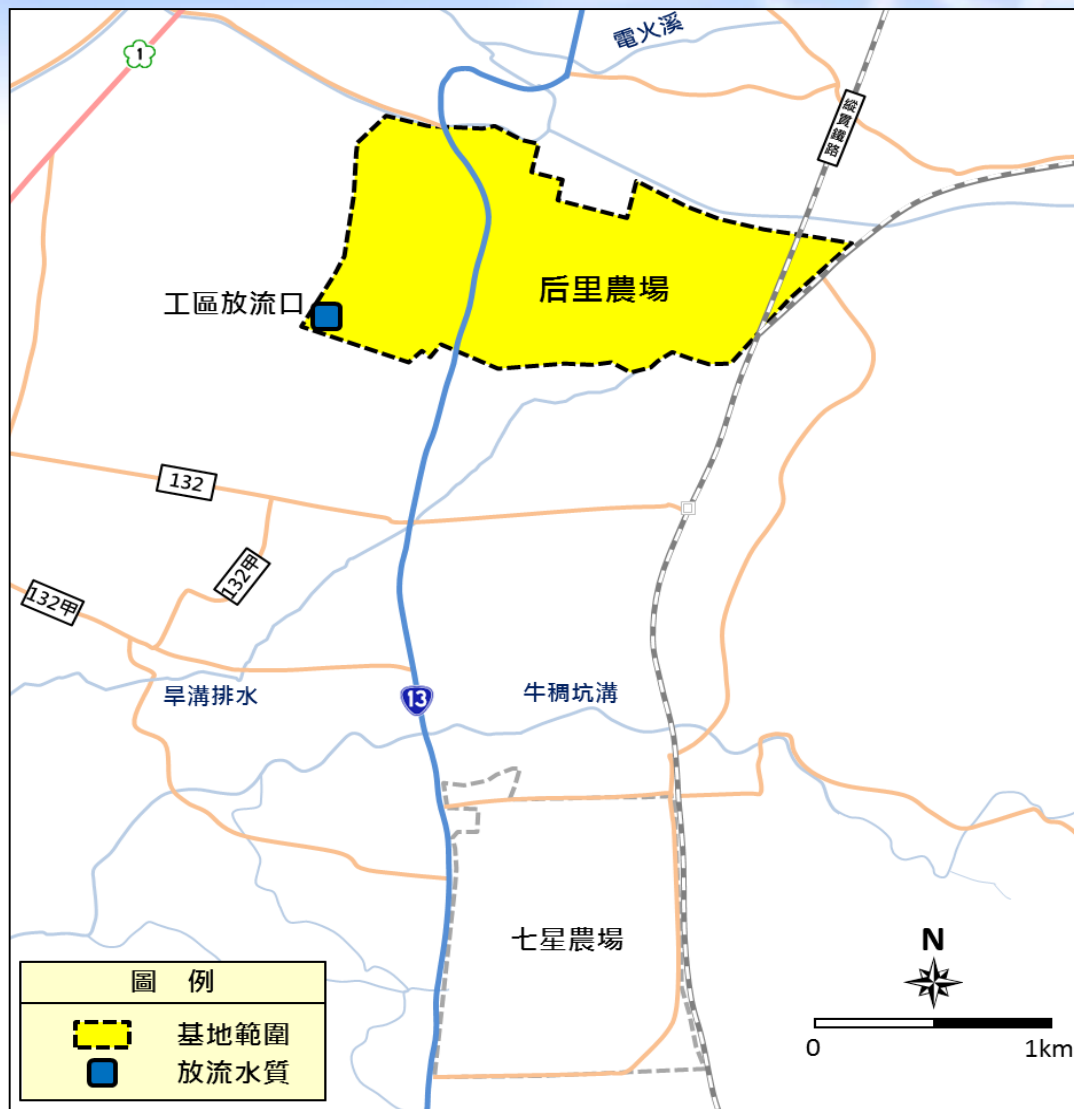 電火溪
1
縱貫鐵路
后里農場
工區放流口
132
132甲
132甲
旱溝排水
13
牛稠坑溝
七星農場
N
0
1km
圖 例
基地範圍
放流水質